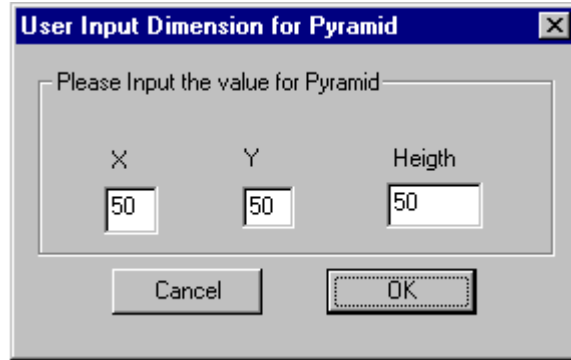 User Input Dimension for Pyramid
Please Input the value for Pyramid
X Y Heigth
50 50 50
Cancel OK